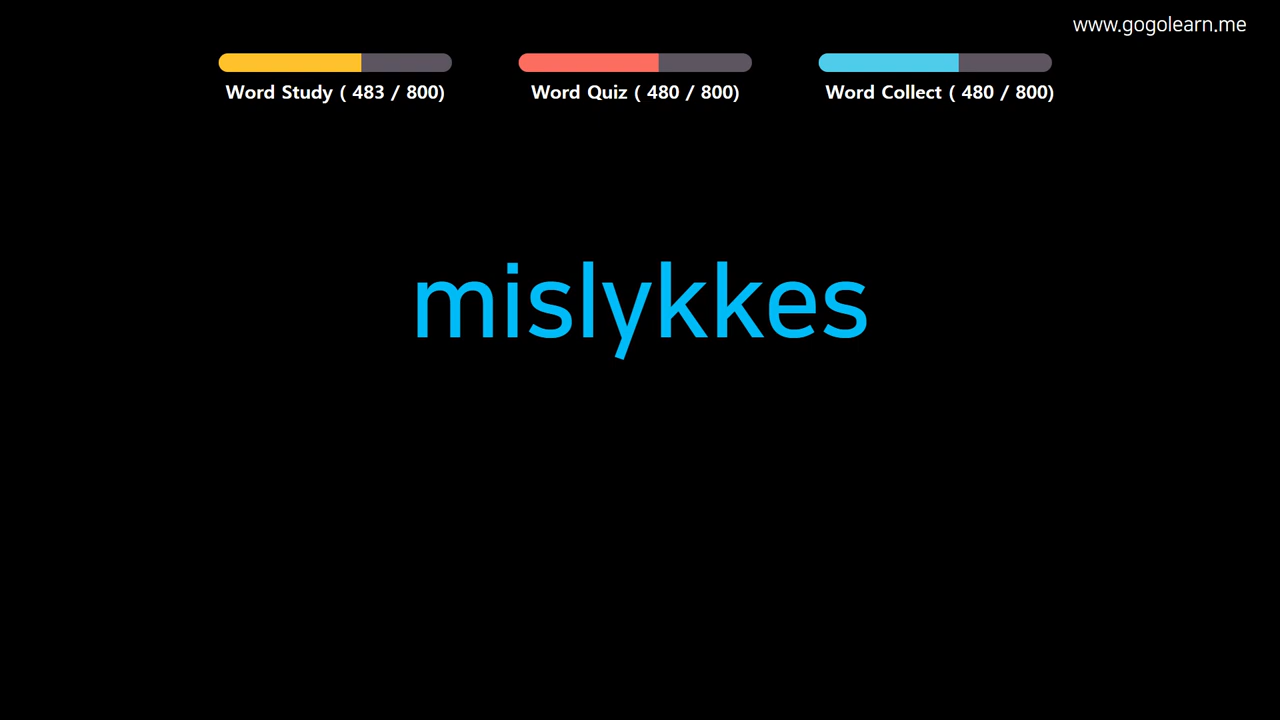 www.gogolearn.me
Word Study ( 483 / 800)
Word Quiz ( 480 / 800)
Word Collect ( 480 / 800)
mislykkes